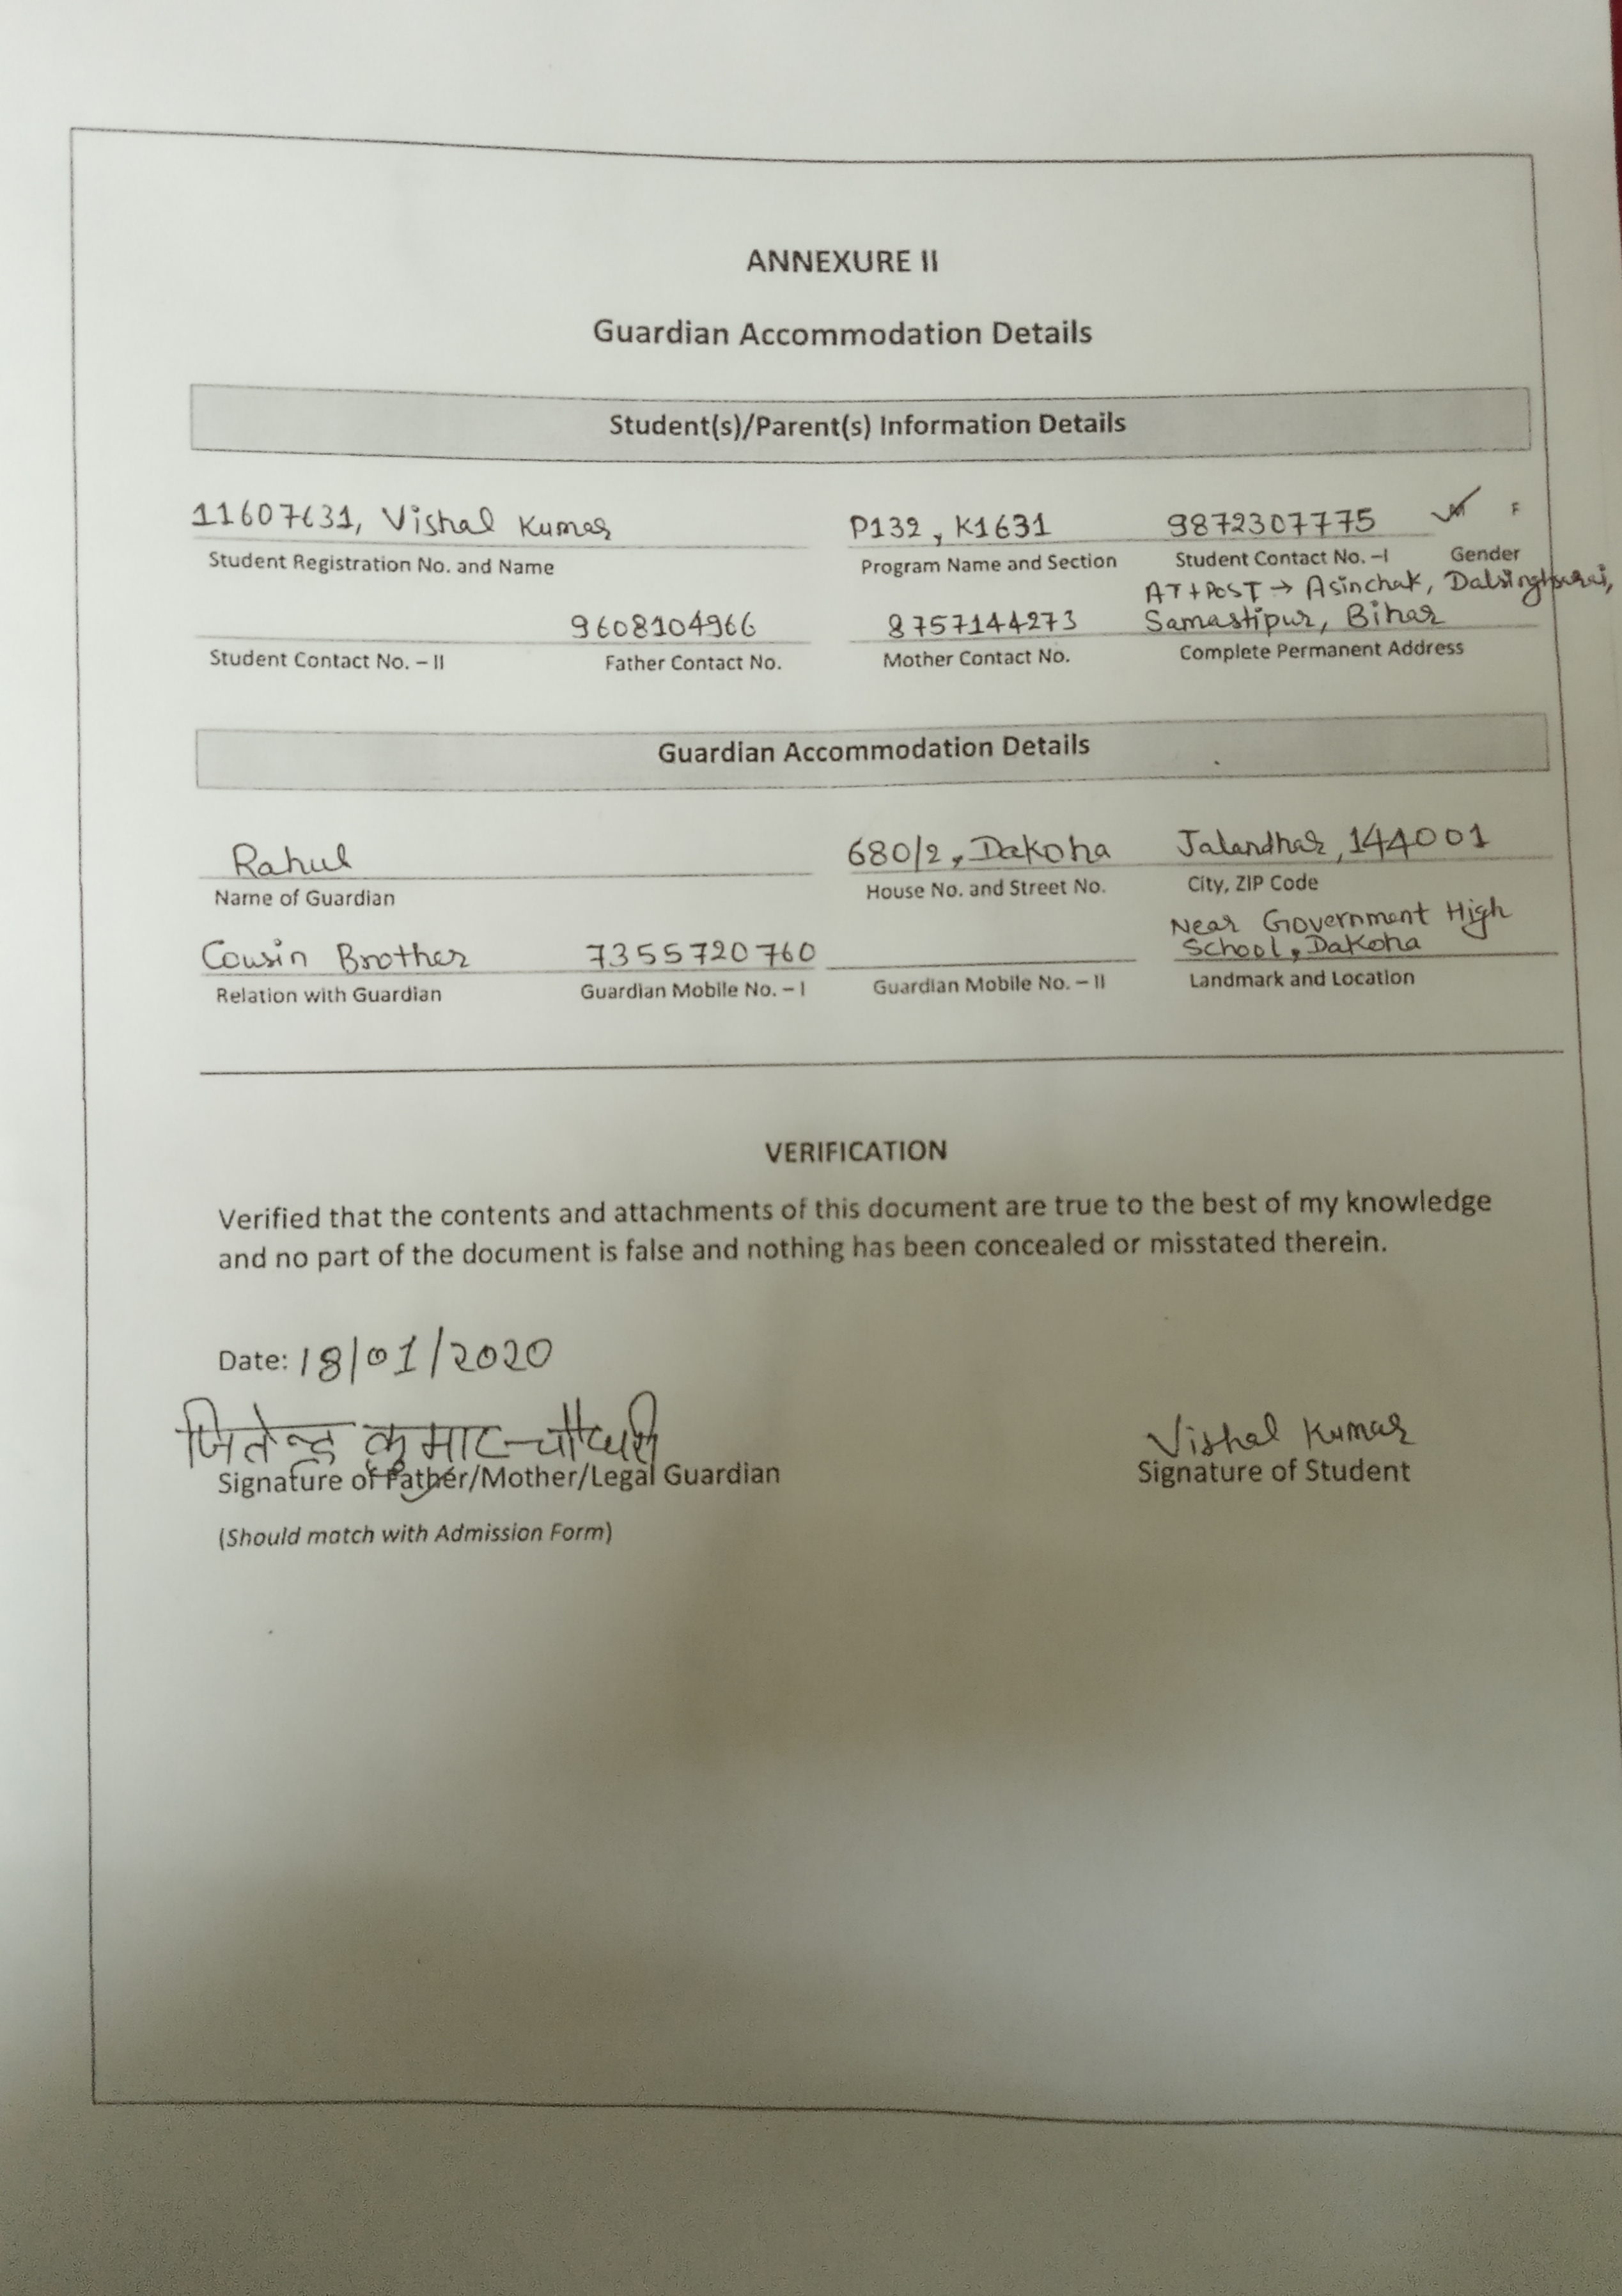 ANNEXURE II
Guardian Accommodation Details
Student(s)/Parent(s) Information Details
11607631, Vishal Kumar P132, K1631 9872307775 M F
Student Registration No. and Name Program Name and Section Student Contact No. –I Gender
AT+POST → Asinchak, Dalsingharai,
9608104966 8757144273 Samastipur, Bihar
Student Contact No. – II Father Contact No. Mother Contact No. Complete Permanent Address
Guardian Accommodation Details
Rahul 680/2, Dakoha Jalandhar, 144001
Name of Guardian House No. and Street No. City, ZIP Code
Near Government High
Cousin Brother 7355720760 School, Dakoha
Relation with Guardian Guardian Mobile No. – I Guardian Mobile No. – II Landmark and Location
VERIFICATION
Verified that the contents and attachments of this document are true to the best of my knowledge
and no part of the document is false and nothing has been concealed or misstated therein.
Date: 18/01/2020
जितेन्द्र कुमार चौधरी Vishal Kumar
Signature of Father/Mother/Legal Guardian Signature of Student
(Should match with Admission Form)